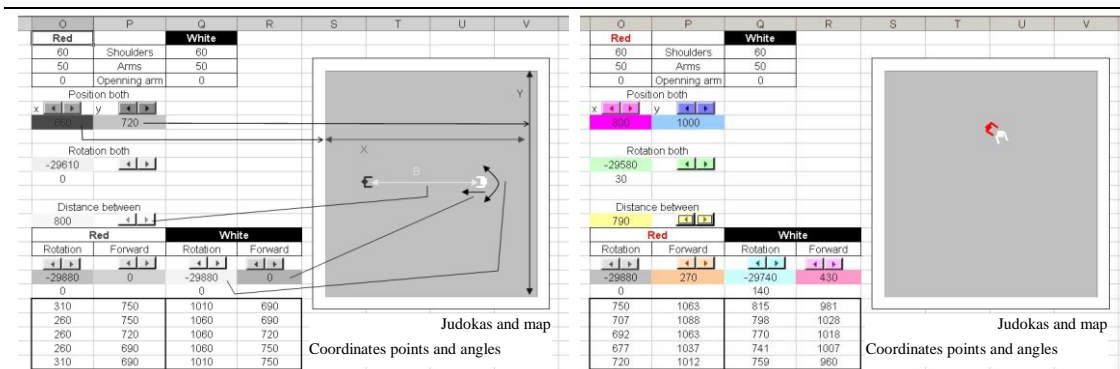 O P Q R S T U V
Red White
60 Shoulders 60
50 Arms 50
0 Openning arm 0
Position both
x y
660 720
Y
X
Rotation both
-29610
0
B
Distance between
800
Red White
Rotation Forward Rotation Forward
-29880 0 -29880 0
0 0
310 750 1010 690
260 750 1060 690
260 720 1060 720
260 690 1060 750
310 690 1010 750
Judokas and map
Coordinates points and angles
O P Q R S T U V
Red White
60 Shoulders 60
50 Arms 50
0 Openning arm 0
Position both
x y
800 1000
Rotation both
-29580
30
Distance between
790
Red White
Rotation Forward Rotation Forward
-29880 270 -29740 430
0 140
750 1063 815 981
707 1088 798 1028
692 1063 770 1018
677 1037 741 1007
720 1012 759 960
Judokas and map
Coordinates points and angles